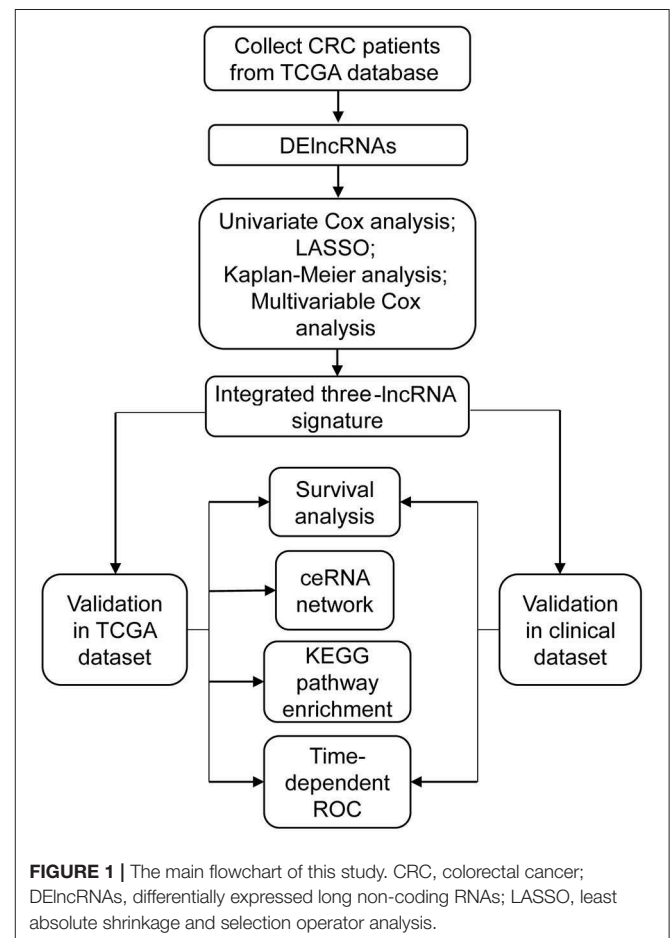 Collect CRC patients
from TCGA database
DElncRNAs
Univariate Cox analysis;
LASSO;
Kaplan-Meier analysis;
Multivariable Cox
analysis
Integrated three-lncRNA
signature
Survival
analysis
ceRNA
network
Validation
in TCGA
dataset
Validation
in clinical
dataset
KEGG
pathway
enrichment
Time-
dependent
ROC
FIGURE 1 | The main flowchart of this study. CRC, colorectal cancer;
DElncRNAs, differentially expressed long non-coding RNAs; LASSO, least
absolute shrinkage and selection operator analysis.